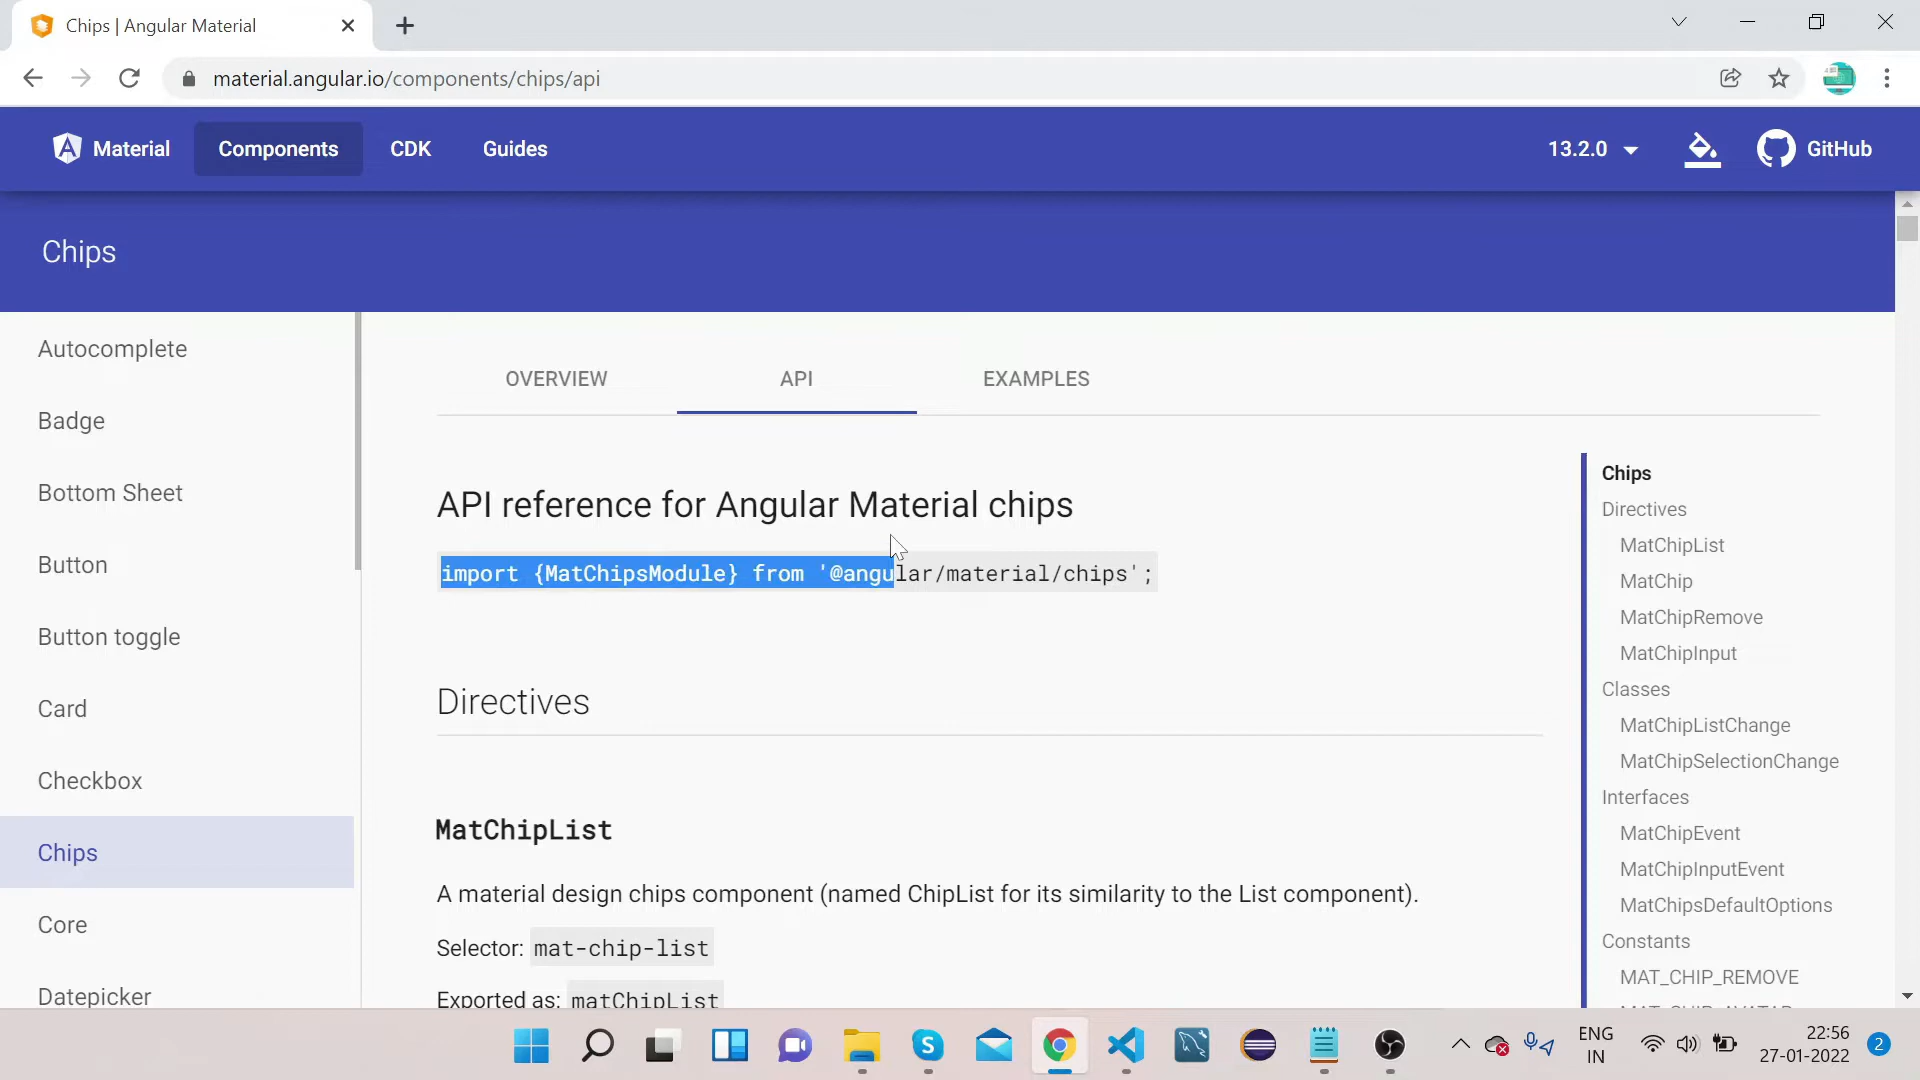 Chips | Angular Material
material.angular.io/components/chips/api
Material
Components
CDK
Guides
13.2.0
GitHub
Chips
Autocomplete
Badge
Bottom Sheet
Button
Button toggle
Card
Checkbox
Chips
Core
Datepicker
OVERVIEW
API
EXAMPLES
API reference for Angular Material chips
import {MatChipsModule} from '@angular/material/chips';
Directives
MatChipList
A material design chips component (named ChipList for its similarity to the List component).
Selector: mat-chip-list
Exported as: matChipList
Chips
Directives
MatChipList
MatChip
MatChipRemove
MatChipInput
Classes
MatChipListChange
MatChipSelectionChange
Interfaces
MatChipEvent
MatChipInputEvent
MatChipsDefaultOptions
Constants
MAT_CHIP_REMOVE
MAT_CHIP_AVATAR
ENG
IN
22:56
27-01-2022
2